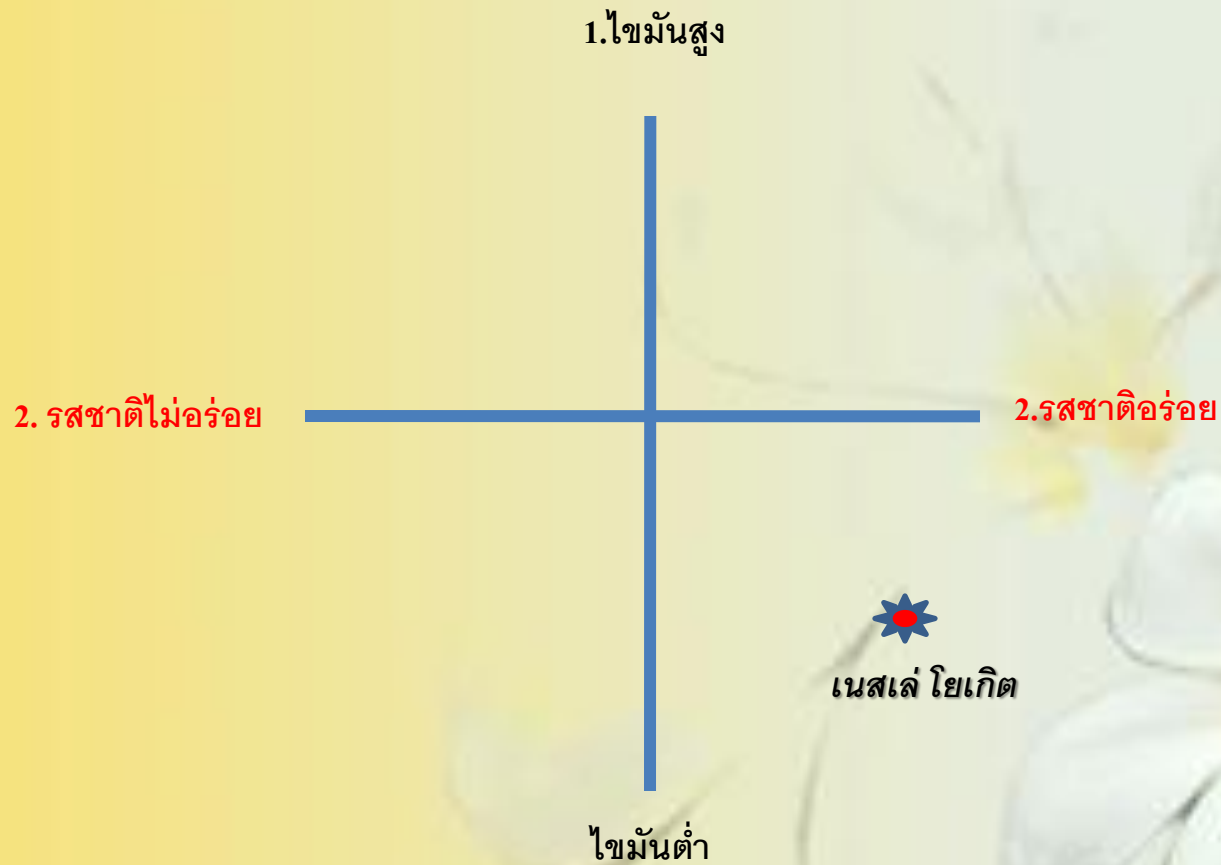 1.ไขมันสูง
2. รสชาติไม่อร่อย
2.รสชาติอร่อย
เนสเล่ โยเกิต
ไขมันต่ำ